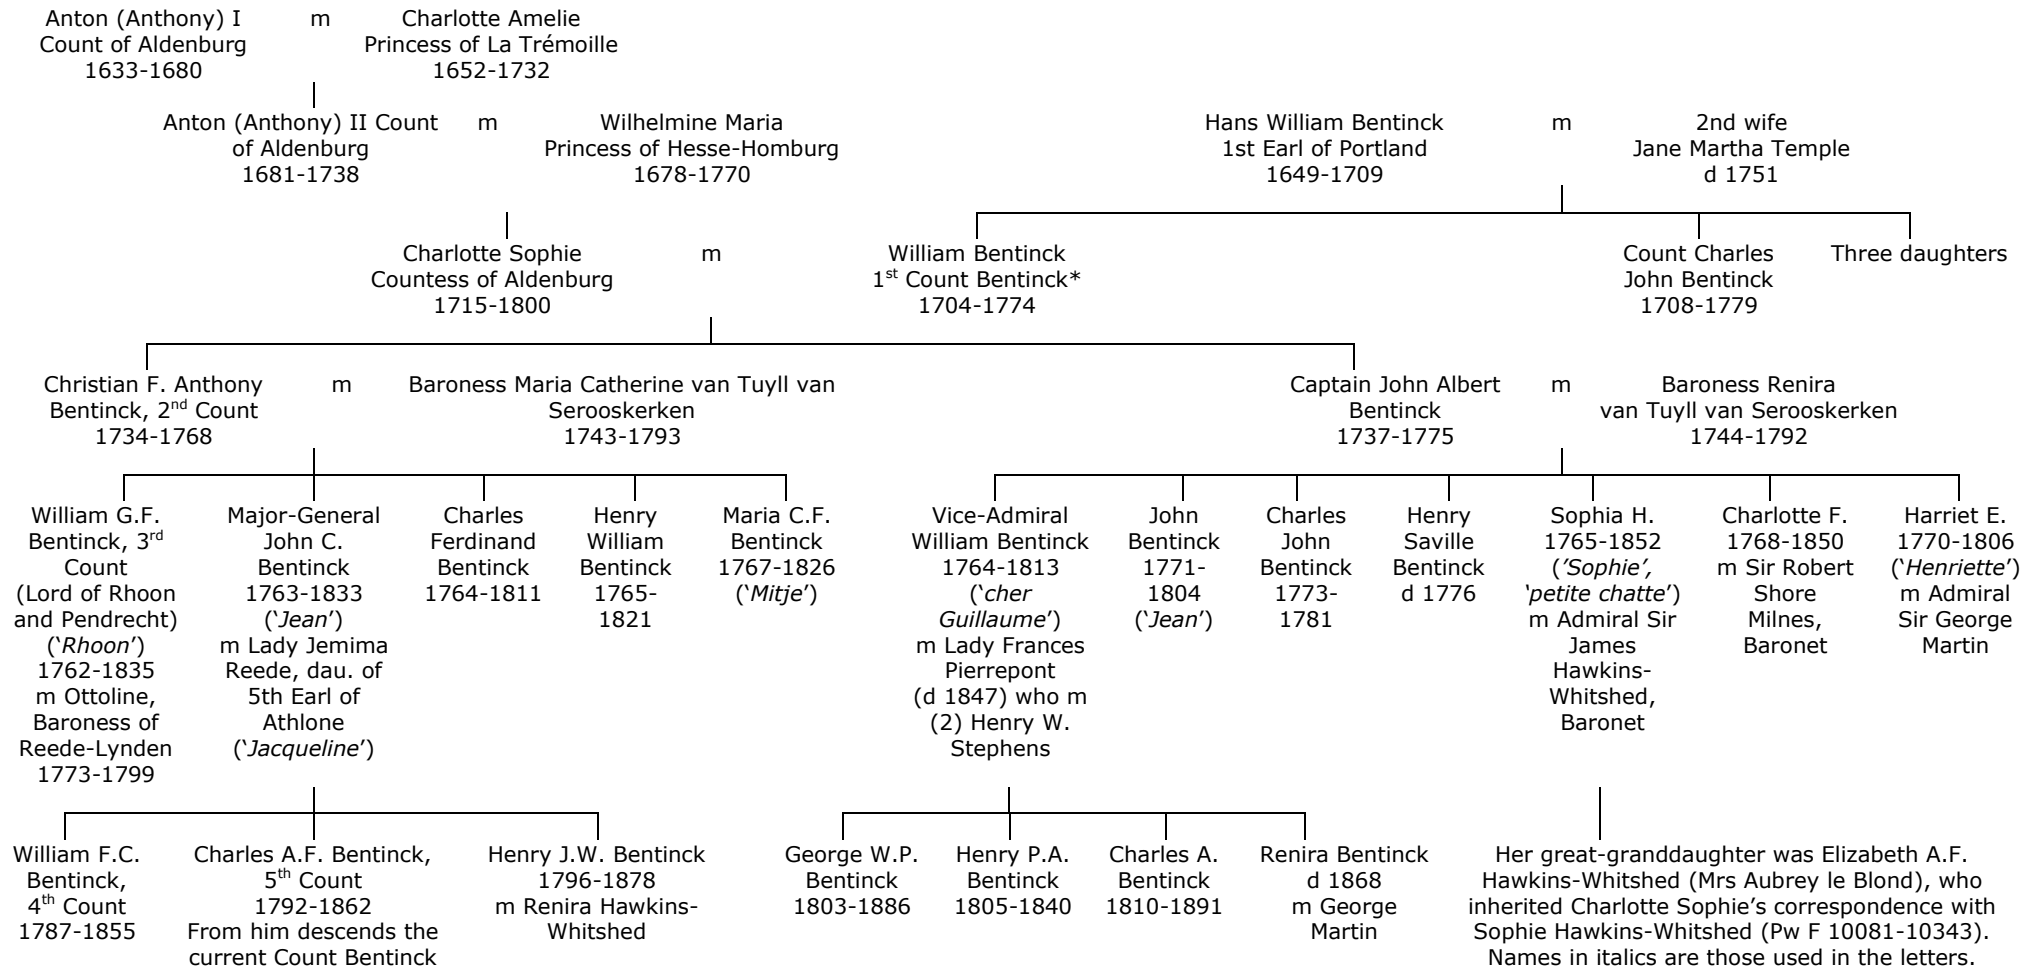 Anton (Anthony) I
Count of Aldenburg
1633-1680
m
Charlotte Amelie
Princess of La Trémoille
1652-1732
Anton (Anthony) II Count
of Aldenburg
1681-1738
m
Wilhelmine Maria
Princess of Hesse-Homburg
1678-1770
Hans William Bentinck
1st Earl of Portland
1649-1709
m
2nd wife
Jane Martha Temple
d 1751
Charlotte Sophie
Countess of Aldenburg
1715-1800
m
William Bentinck
1st Count Bentinck*
1704-1774
Count Charles
John Bentinck
1708-1779
Three daughters
Christian F. Anthony
Bentinck, 2nd Count
1734-1768
m
Baroness Maria Catherine van Tuyll van
Serooskerken
1743-1793
Captain John Albert
Bentinck
1737-1775
m
Baroness Renira
van Tuyll van Serooskerken
1744-1792
William G.F.
Bentinck, 3rd
Count
(Lord of Rhoon
and Pendrecht)
(‘Rhoon’)
1762-1835
m Ottoline,
Baroness of
Reede-Lynden
1773-1799
Major-General
John C.
Bentinck
1763-1833
(‘Jean’)
m Lady Jemima
Reede, dau. of
5th Earl of
Athlone
(‘Jacqueline’)
Charles
Ferdinand
Bentinck
1764-1811
Henry
William
Bentinck
1765-
1821
Maria C.F.
Bentinck
1767-1826
(‘Mitje’)
Vice-Admiral
William Bentinck
1764-1813
(‘cher
Guillaume’)
m Lady Frances
Pierrepont
(d 1847) who m
(2) Henry W.
Stephens
John
Bentinck
1771-
1804
(‘Jean’)
Charles
John
Bentinck
1773-
1781
Henry
Saville
Bentinck
d 1776
Sophia H.
1765-1852
(’Sophie’,
‘petite chatte’)
m Admiral Sir
James
Hawkins-
Whitshed,
Baronet
Charlotte F.
1768-1850
m Sir Robert
Shore
Milnes,
Baronet
Harriet E.
1770-1806
(‘Henriette’)
m Admiral
Sir George
Martin
William F.C.
Bentinck,
4th Count
1787-1855
Charles A.F. Bentinck,
5th Count
1792-1862
From him descends the
current Count Bentinck
Henry J.W. Bentinck
1796-1878
m Renira Hawkins-
Whitshed
George W.P.
Bentinck
1803-1886
Henry P.A.
Bentinck
1805-1840
Charles A.
Bentinck
1810-1891
Renira Bentinck
d 1868
m George
Martin
Her great-granddaughter was Elizabeth A.F.
Hawkins-Whitshed (Mrs Aubrey le Blond), who
inherited Charlotte Sophie’s correspondence with
Sophie Hawkins-Whitshed (Pw F 10081-10343).
Names in italics are those used in the letters.